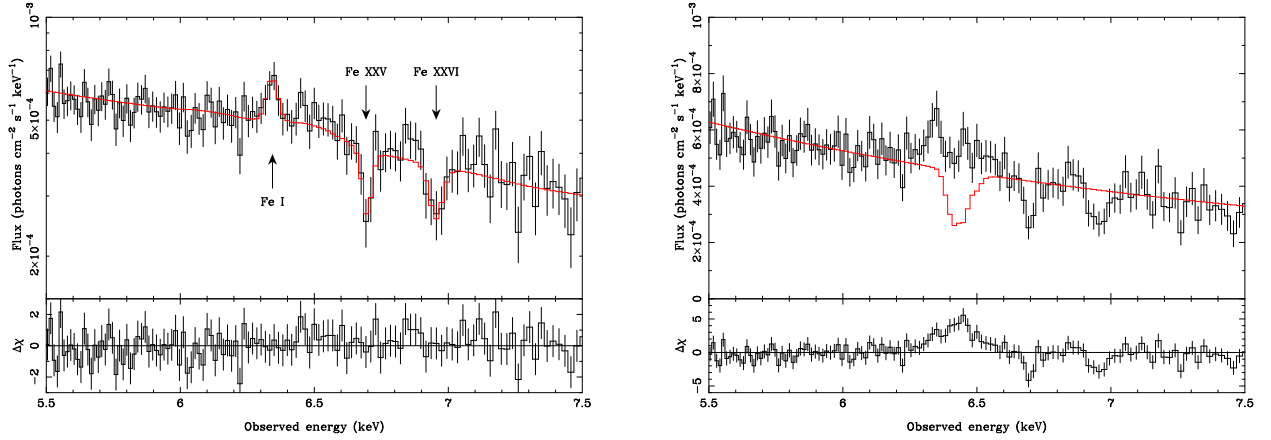 10⁻³
5×10⁻⁴
2×10⁻⁴
Flux (photons cm⁻² s⁻¹ keV⁻¹)
Fe XXV
Fe XXVI
Fe I
2
0
−2
Δχ
5.5 6 6.5 7 7.5
Observed energy (keV)
10⁻³
8×10⁻⁴
6×10⁻⁴
4×10⁻⁴
2×10⁻⁴
0
Flux (photons cm⁻² s⁻¹ keV⁻¹)
5
0
−5
Δχ
5.5 6 6.5 7 7.5
Observed energy (keV)